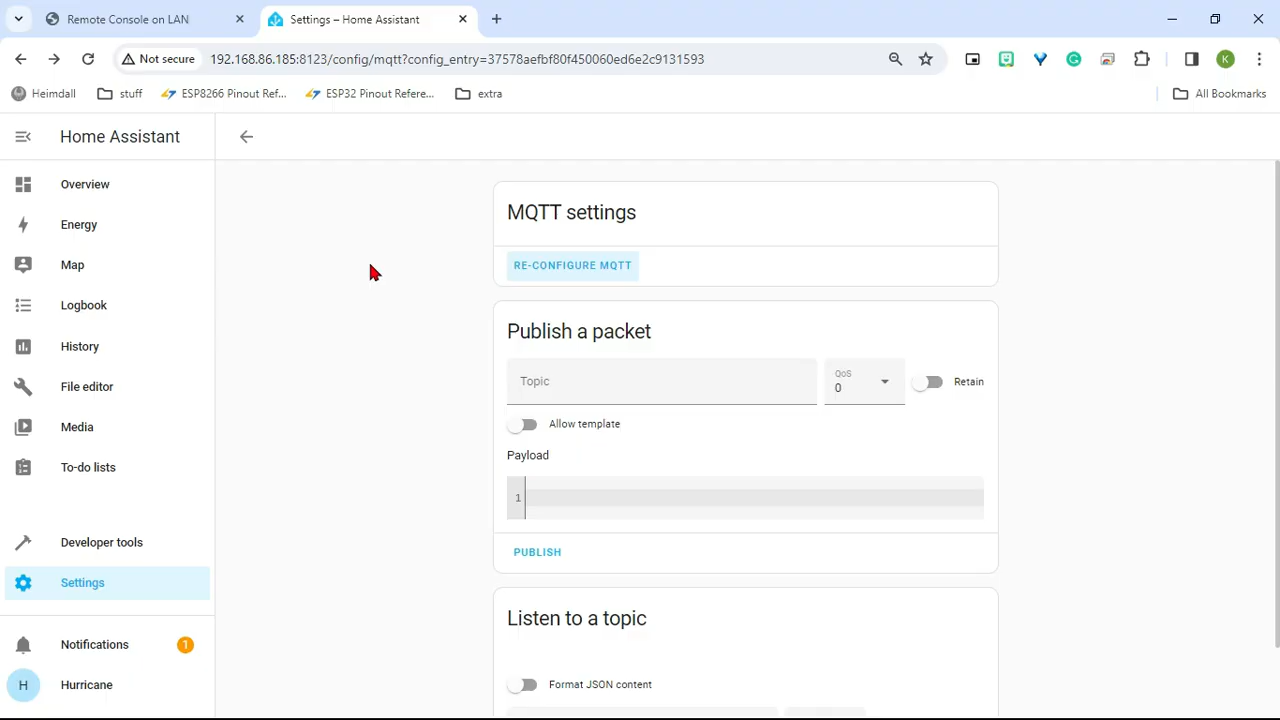 Remote Console on LAN
Settings – Home Assistant
Not secure
192.168.86.185:8123/config/mqtt?config_entry=37578aefbf80f450060ed6e2c9131593
K
Heimdall
stuff
ESP8266 Pinout Ref...
ESP32 Pinout Refere...
extra
All Bookmarks
Home Assistant
Overview
Energy
Map
Logbook
History
File editor
Media
To-do lists
Developer tools
Settings
Notifications
1
H
Hurricane
MQTT settings
RE-CONFIGURE MQTT
Publish a packet
Topic
QoS
0
Retain
Allow template
Payload
1
PUBLISH
Listen to a topic
Format JSON content